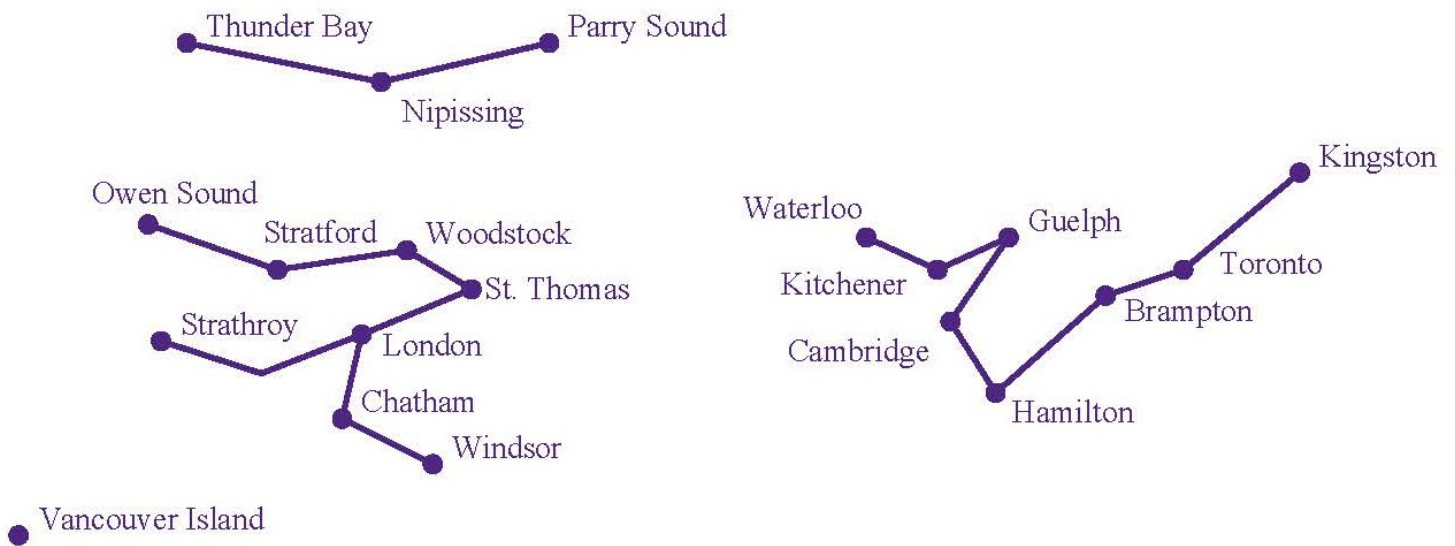 Thunder Bay
Parry Sound
Nipissing
Kingston
Owen Sound
Waterloo
Guelph
Stratford
Woodstock
Toronto
Kitchener
St. Thomas
Brampton
Strathroy
London
Cambridge
Chatham
Hamilton
Windsor
Vancouver Island